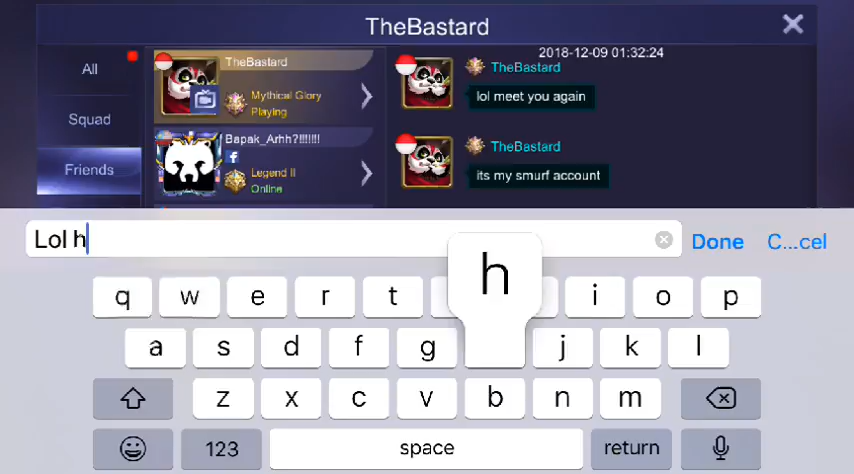 TheBastard
All
Squad
Friends
TheBastard
Mythical Glory
Playing
Bapak_Arhh?!!!!!!!
Legend II
Online
2018-12-09 01:32:24
TheBastard
lol meet you again
TheBastard
its my smurf account
Lol h
Done
C...cel
h
q w e r t i o p
a s d f g j k l
z x c v b n m
123
space
return